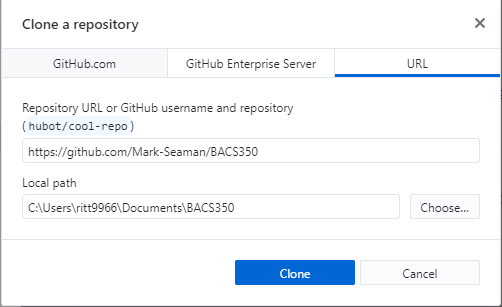 Clone a repository
GitHub.com GitHub Enterprise Server URL
Repository URL or GitHub username and repository
(hubot/cool-repo)
https://github.com/Mark-Seaman/BACS350
Local path
C:\Users\ritt9966\Documents\BACS350 Choose...
Clone Cancel